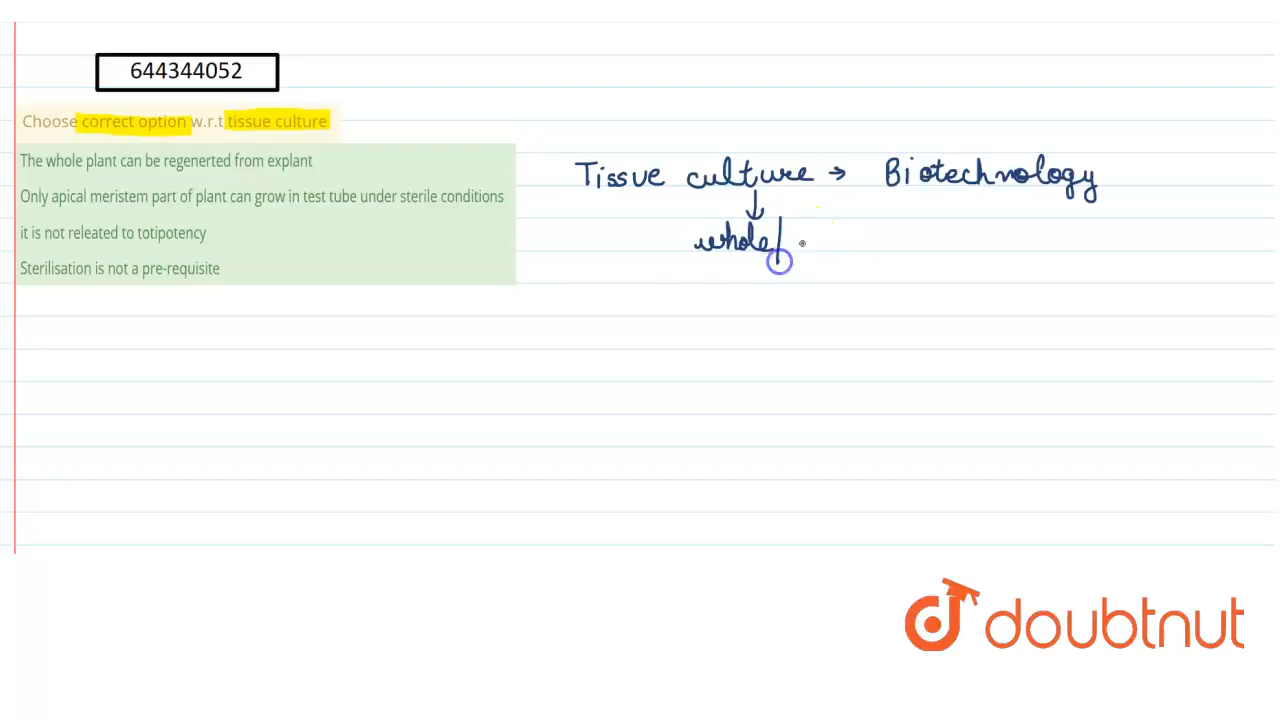 644344052
Choose correct option w.r.t tissue culture
The whole plant can be regenerted from explant
Only apical meristem part of plant can grow in test tube under sterile conditions
it is not releated to totipotency
Sterilisation is not a pre-requisite
Tissue culture → Biotechnology
↓
whole
doubtnut